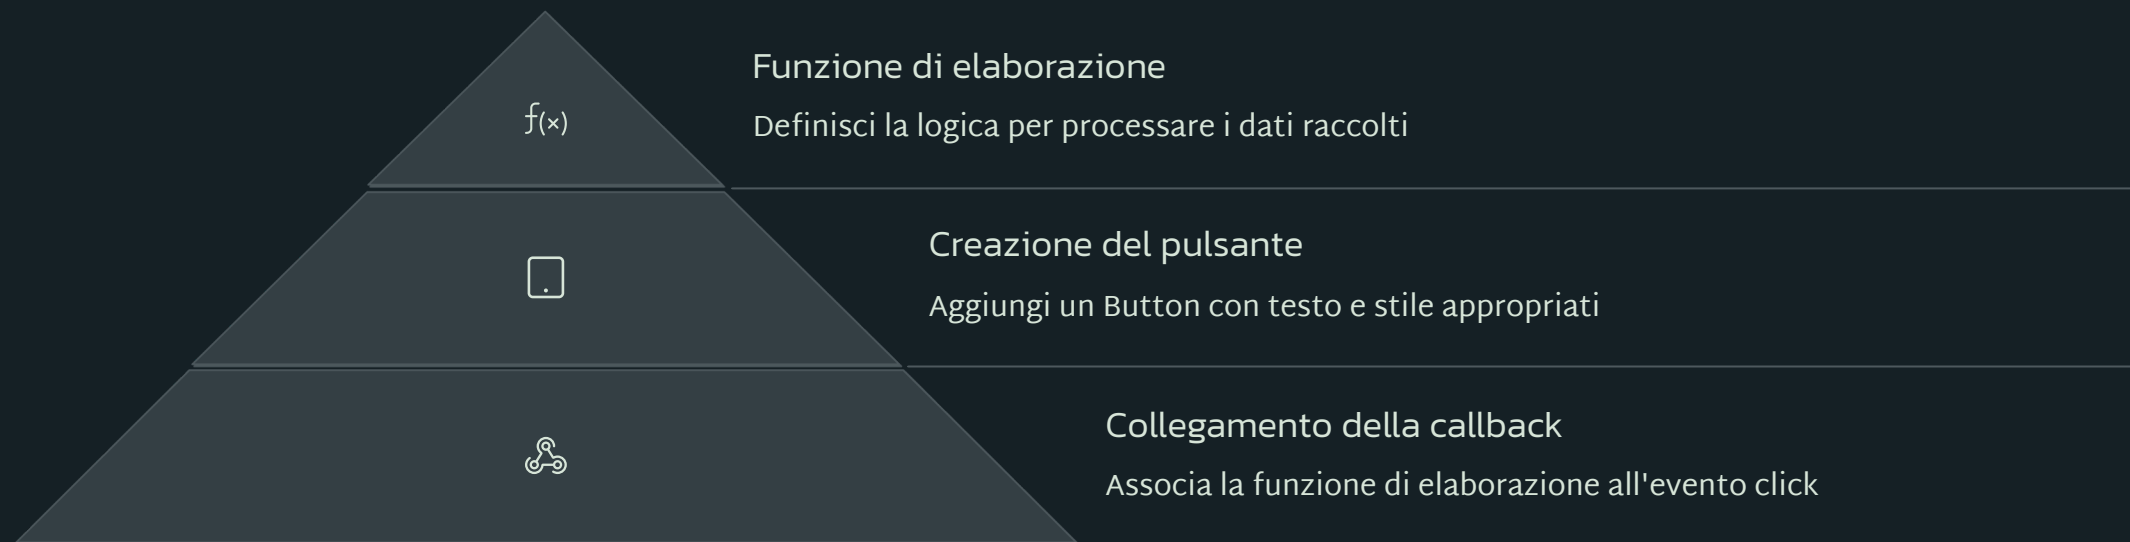 f(x)
Funzione di elaborazione
Definisci la logica per processare i dati raccolti
Creazione del pulsante
Aggiungi un Button con testo e stile appropriati
Collegamento della callback
Associa la funzione di elaborazione all'evento click